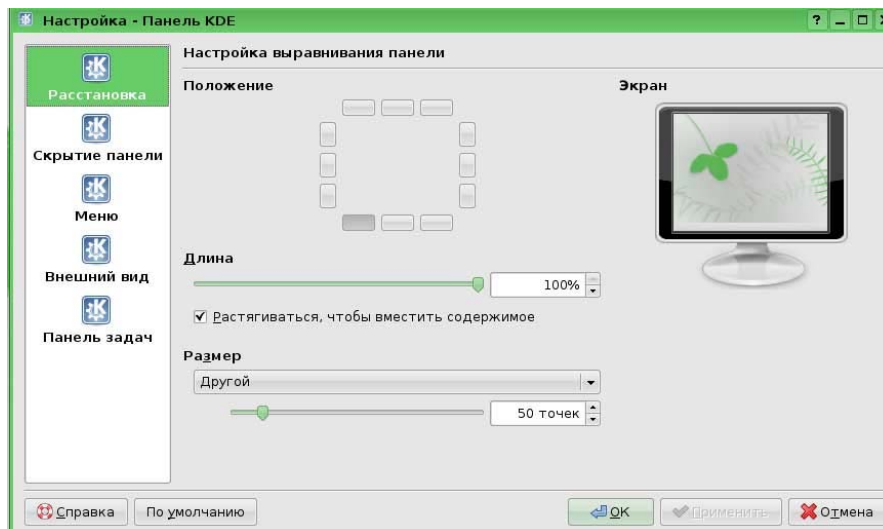 Настройка - Панель KDE
Расстановка
Скрытие панели
Меню
Внешний вид
Панель задач
Настройка выравнивания панели
Положение
Экран
Длина
100%
Растягиваться, чтобы вместить содержимое
Размер
Другой
50 точек
Справка
По умолчанию
OK
Применить
Отмена